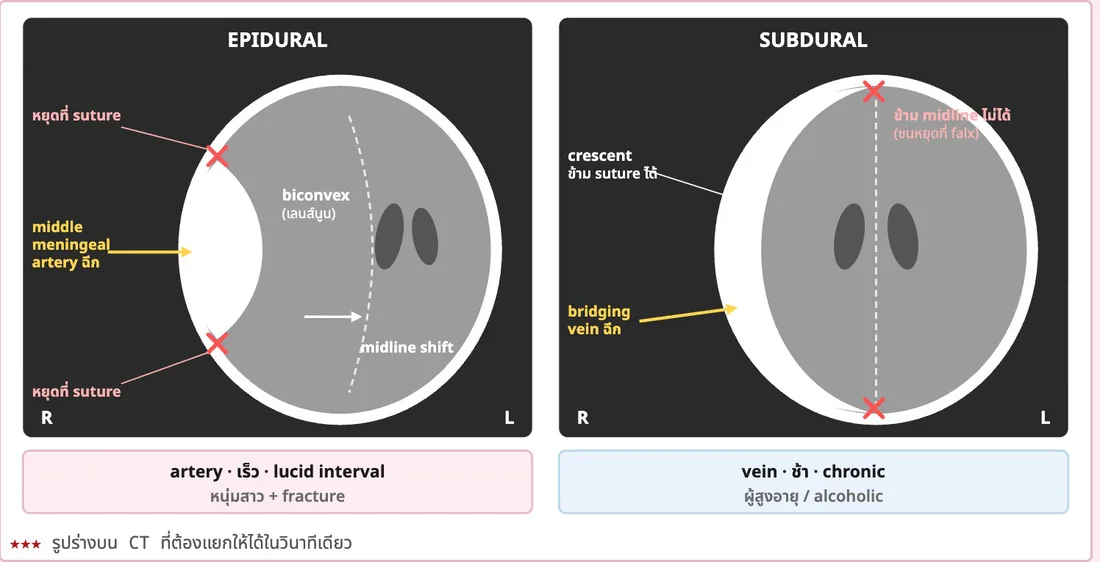 EPIDURAL
หยุดที่ suture
biconvex
(เลนส์นูน)
middle
meningeal
artery ฉีก
midline shift
หยุดที่ suture
R
L
SUBDURAL
ข้าม midline ไม่ได้
(ชนหยุดที่ falx)
crescent
ข้าม suture ได้
bridging
vein ฉีก
R
L
artery · เร็ว · lucid interval
หนุ่มสาว + fracture
vein · ช้า · chronic
ผู้สูงอายุ / alcoholic
★★★ รูปร่างบน CT ที่ต้องแยกให้ได้ในวินาทีเดียว